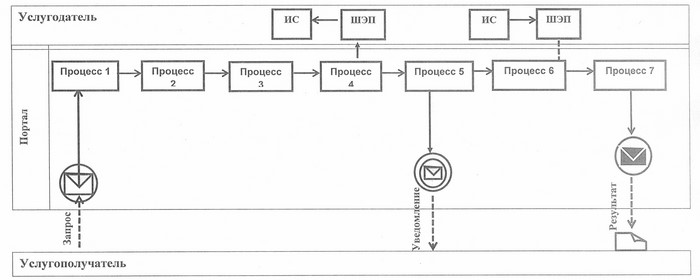 Услугодатель
ИС
ШЭП
ИС
ШЭП
Процесс 1
Процесс
2
Процесс
3
Процесс
4
Процесс 5
Процесс 6
Процесс 7
Портал
Запрос
Уведомление
Результат
Услугополучатель